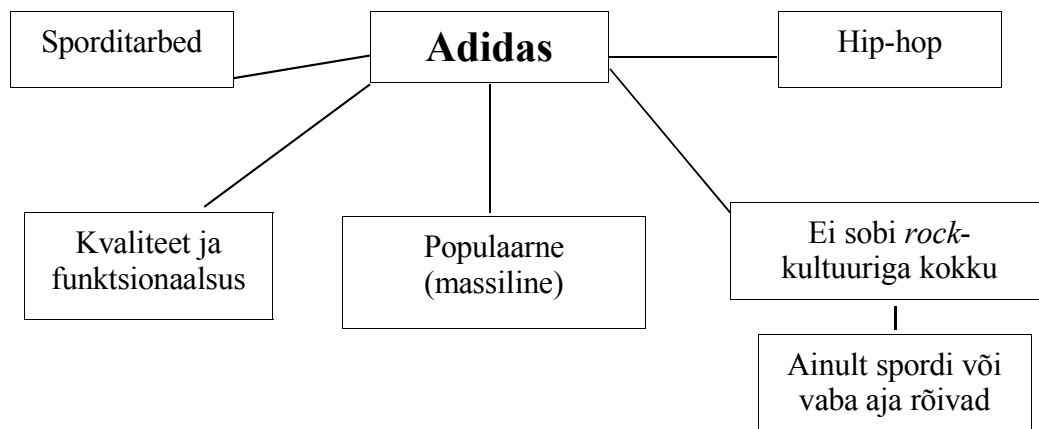 Sporditarbed
Adidas
Hip-hop
Kvaliteet ja
funktsionaalsus
Populaarne
(massiline)
Ei sobi rock-
kultuuriga kokku
Ainult spordi või
vaba aja rõivad